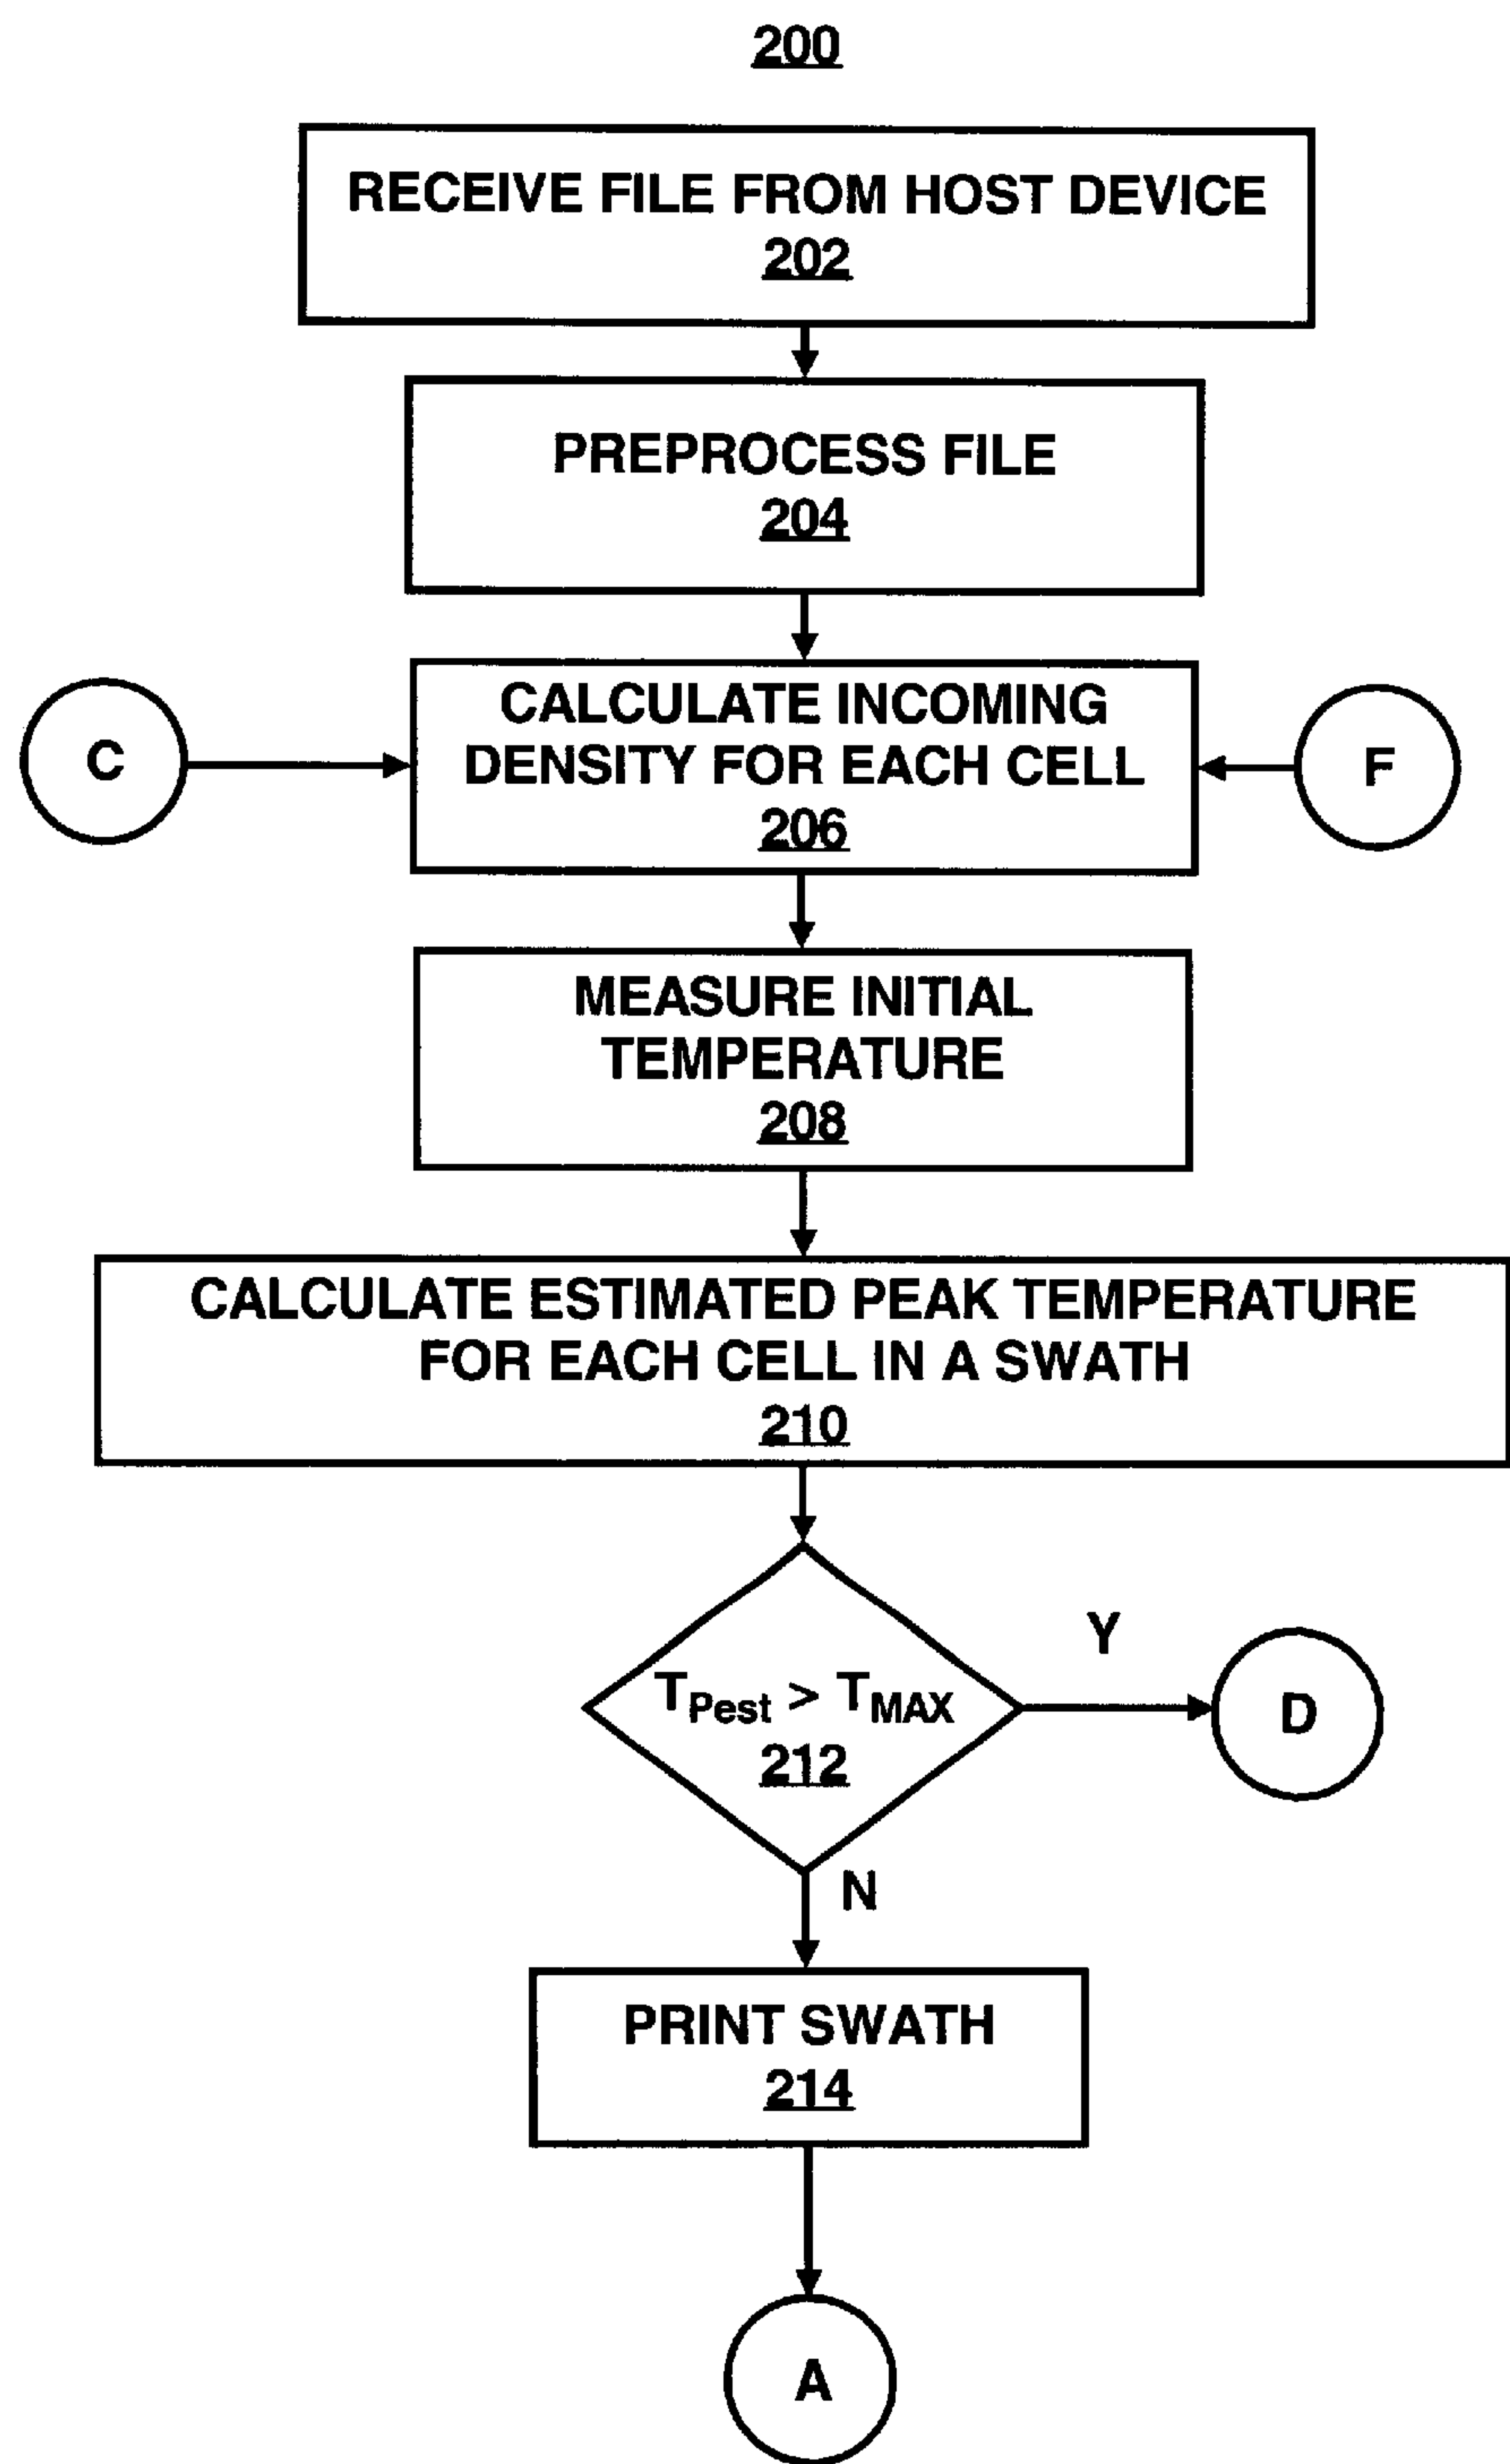 200
RECEIVE FILE FROM HOST DEVICE
202
PREPROCESS FILE
204
C
CALCULATE INCOMING
DENSITY FOR EACH CELL
206
F
MEASURE INITIAL
TEMPERATURE
208
CALCULATE ESTIMATED PEAK TEMPERATURE
FOR EACH CELL IN A SWATH
210
Y
TPest > TMAX
212
D
N
PRINT SWATH
214
A